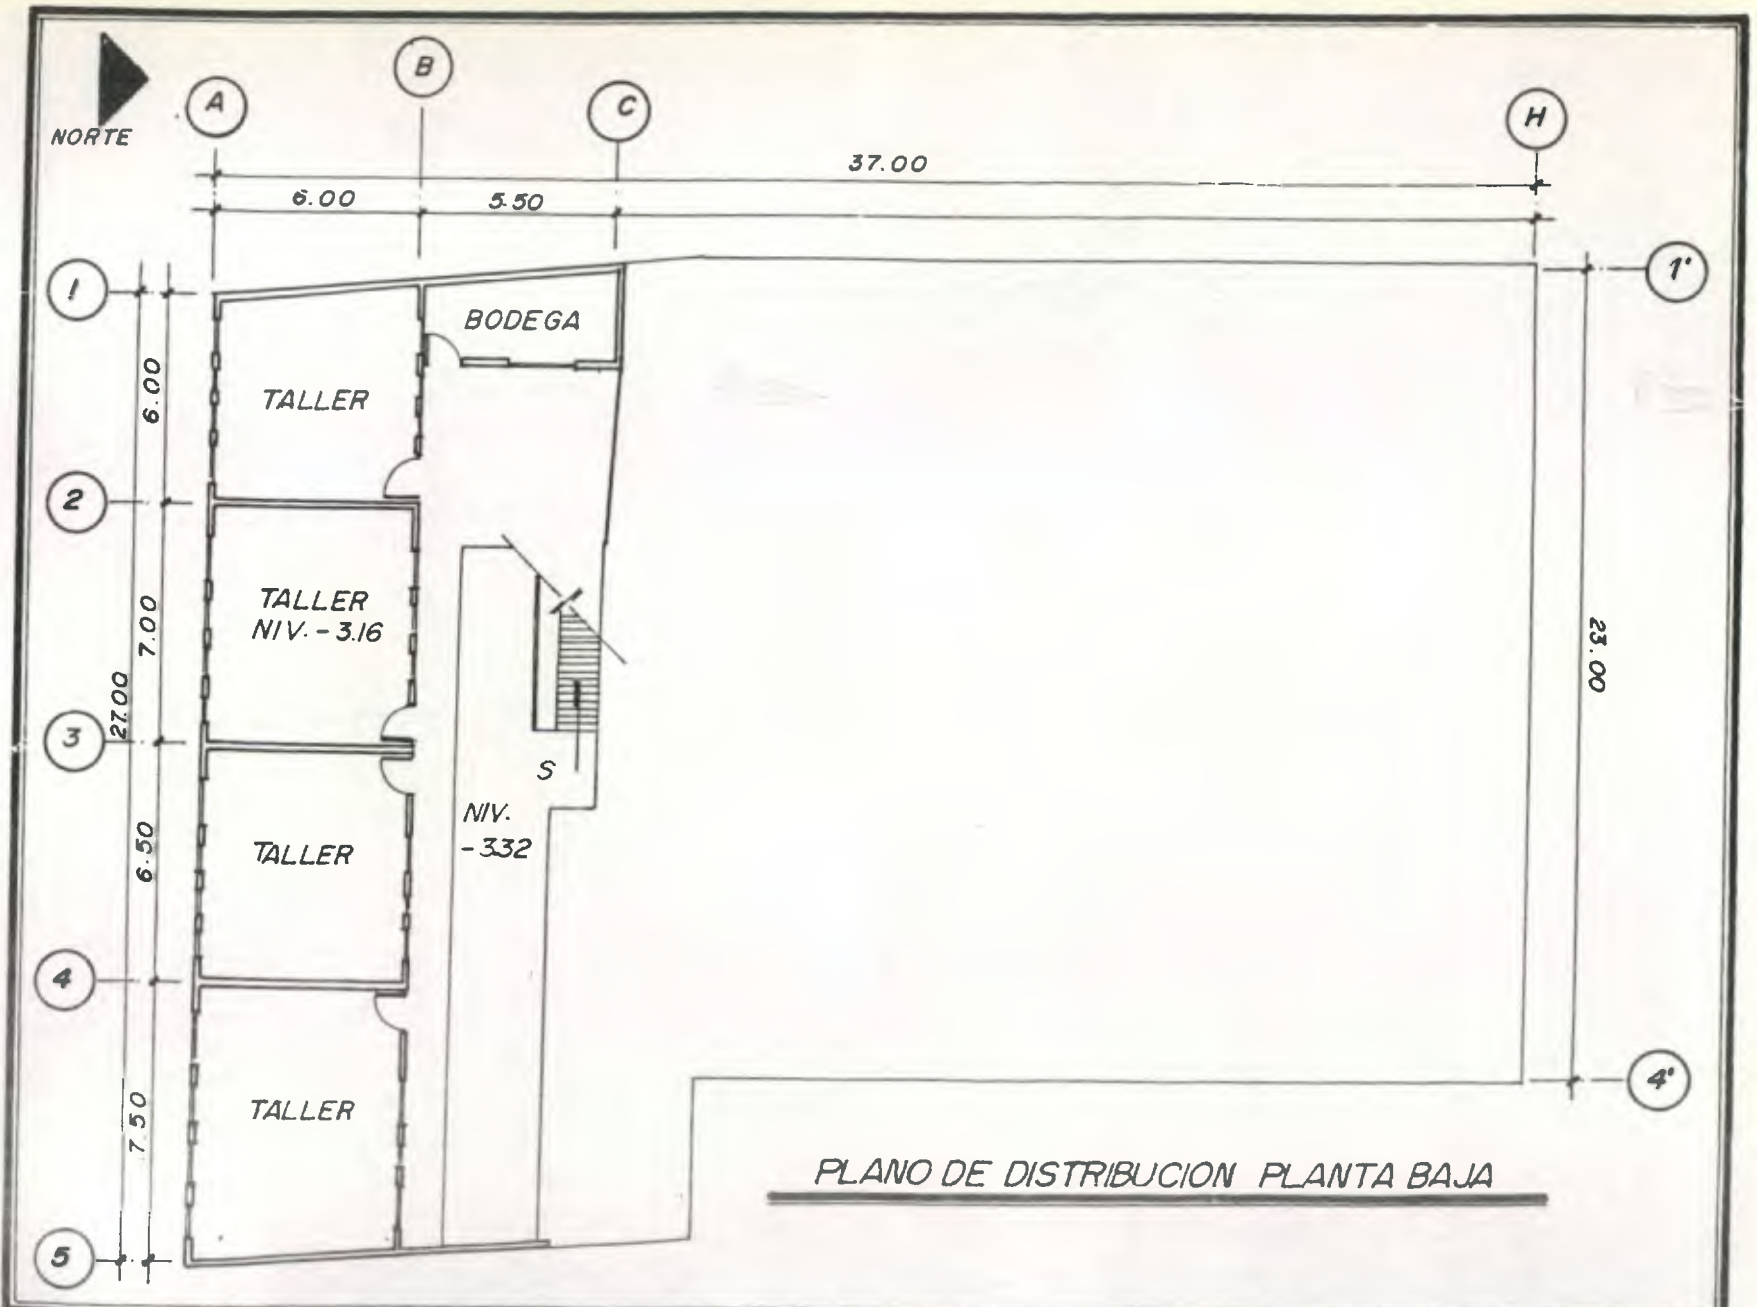 A
B
C
H
NORTE
37.00
6.00
5.50
1
1'
BODEGA
6.00
TALLER
2
TALLER
NIV. - 3.16
7.00
23.00
27.00
3
S
NIV.
- 332
6.50
TALLER
4
4'
TALLER
7.50
PLANO DE DISTRIBUCION PLANTA BAJA
5